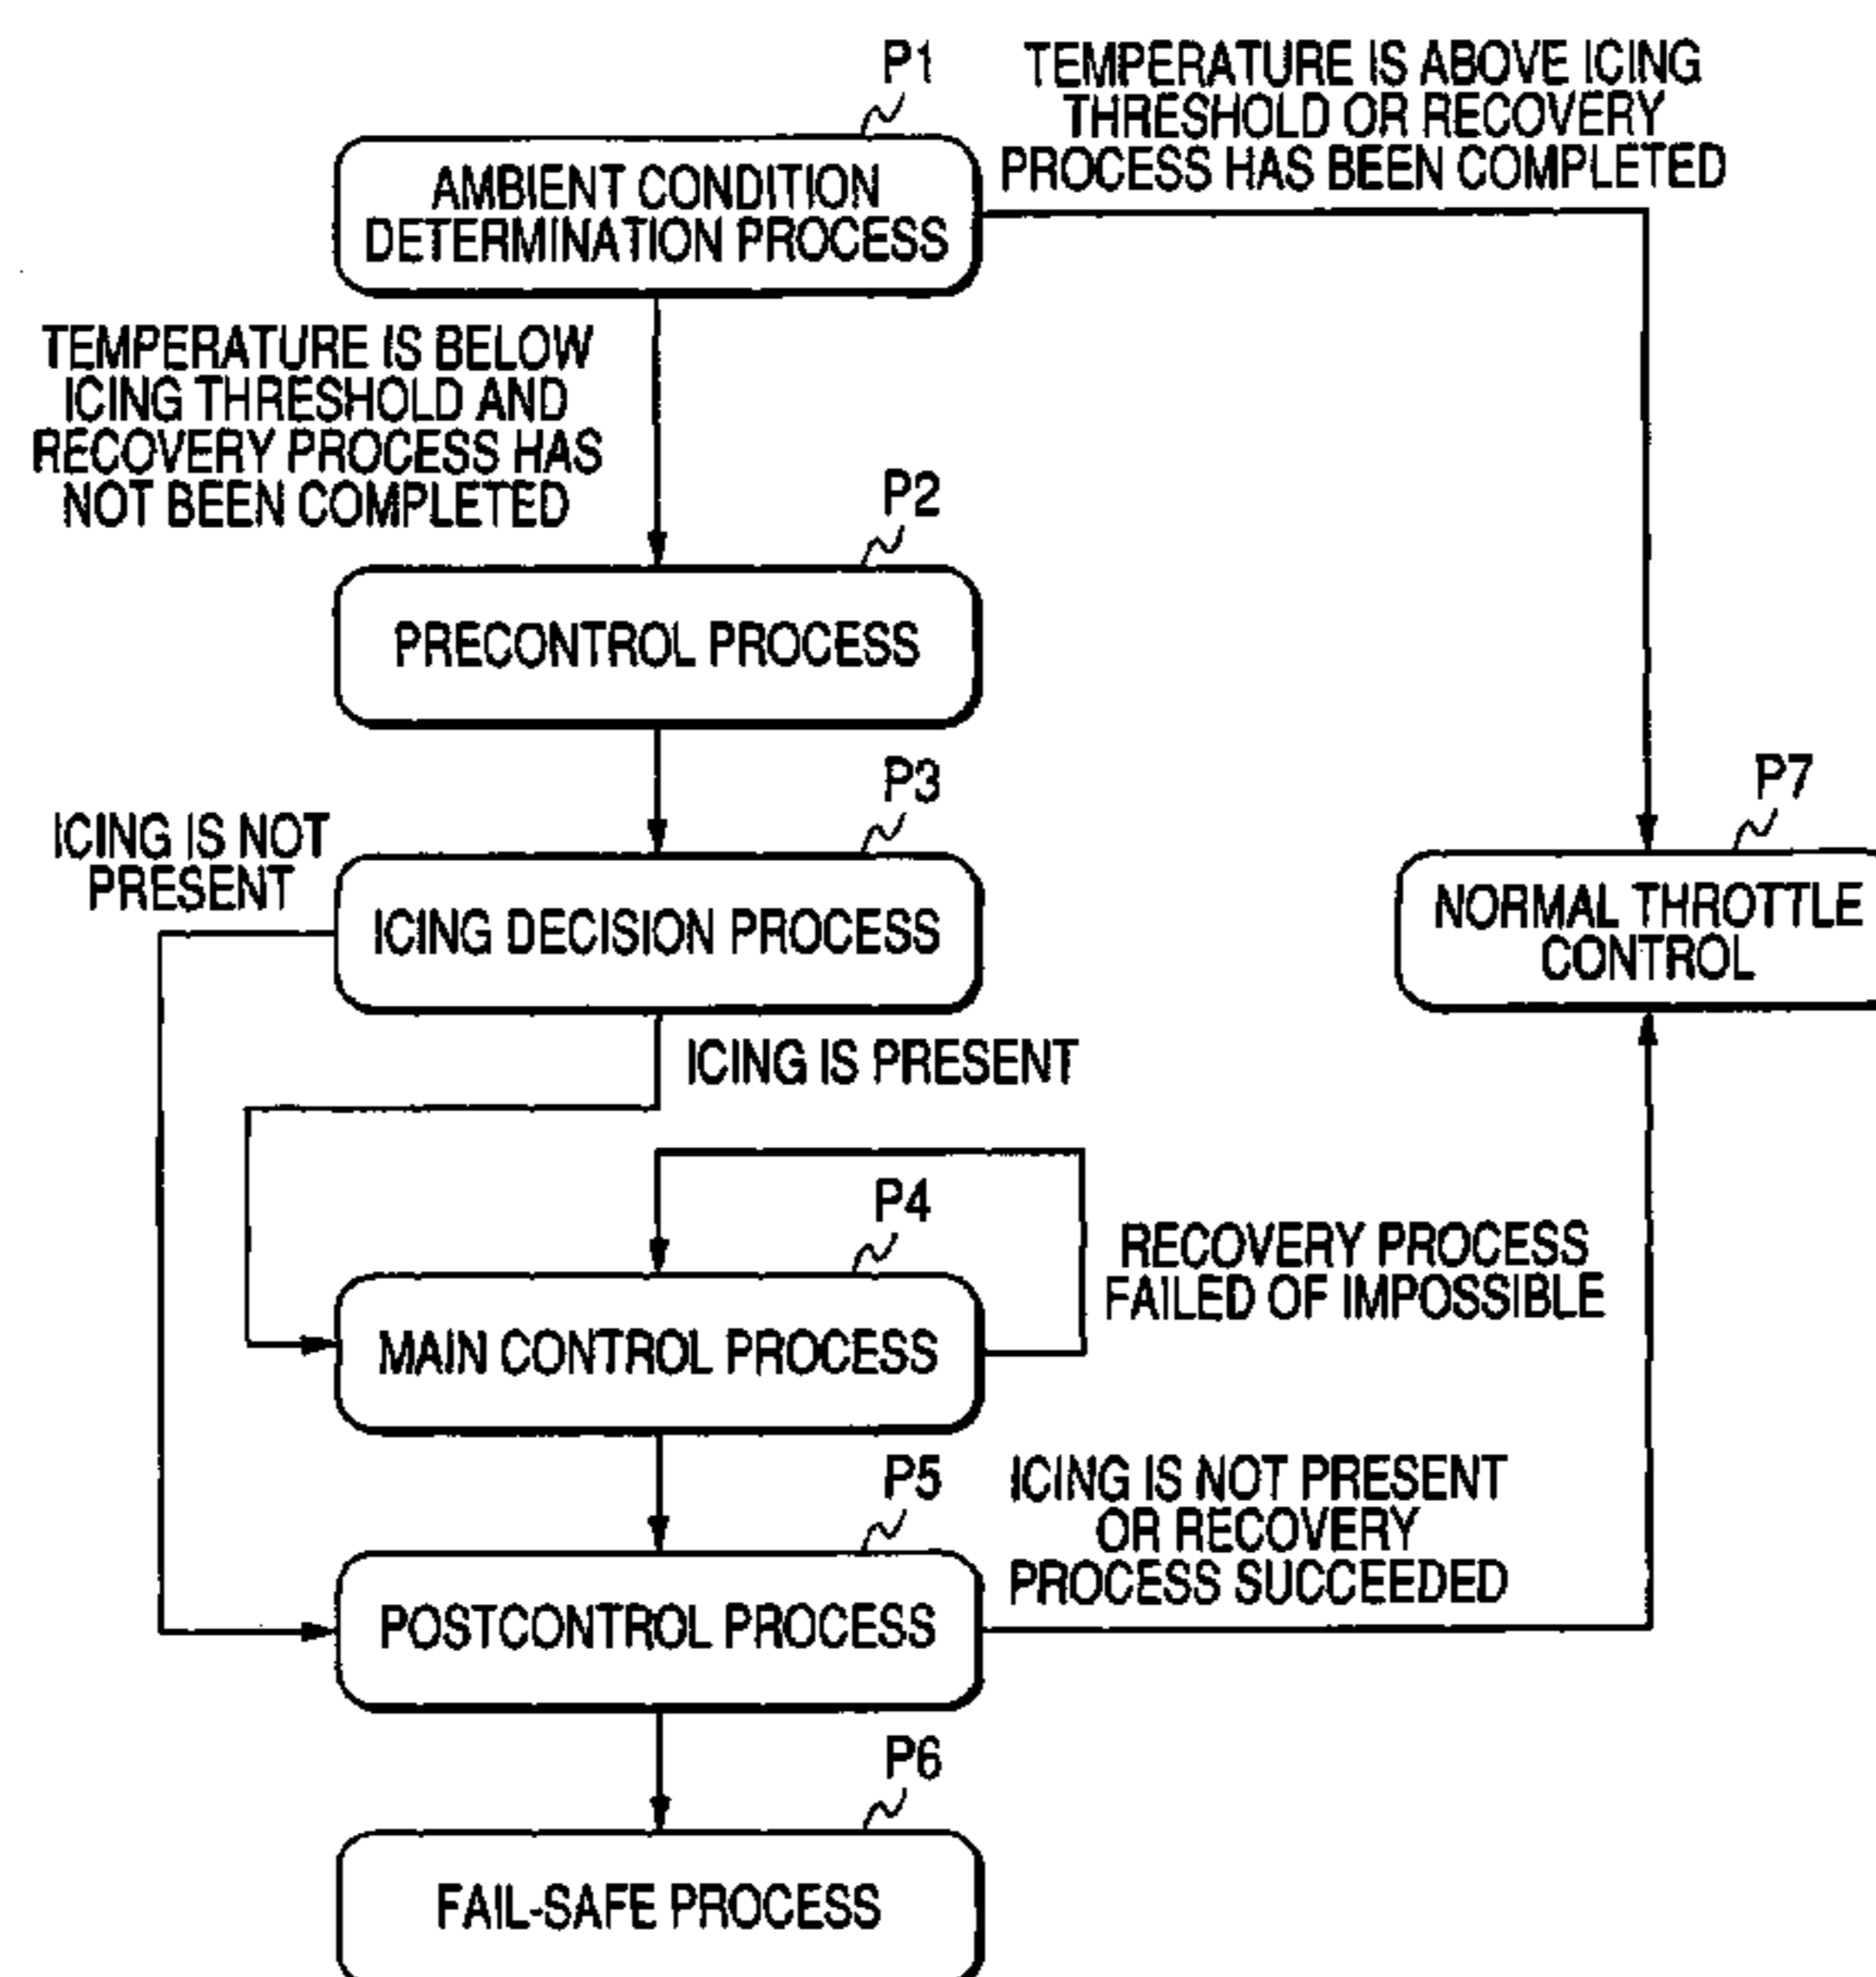 P1
TEMPERATURE IS ABOVE ICING
THRESHOLD OR RECOVERY
PROCESS HAS BEEN COMPLETED
AMBIENT CONDITION
DETERMINATION PROCESS
TEMPERATURE IS BELOW
ICING THRESHOLD AND
RECOVERY PROCESS HAS
NOT BEEN COMPLETED
P2
PRECONTROL PROCESS
P3
P7
ICING IS NOT
PRESENT
ICING DECISION PROCESS
NORMAL THROTTLE
CONTROL
ICING IS PRESENT
P4
RECOVERY PROCESS
FAILED OF IMPOSSIBLE
MAIN CONTROL PROCESS
P5
ICING IS NOT PRESENT
OR RECOVERY
PROCESS SUCCEEDED
POSTCONTROL PROCESS
P6
FAIL-SAFE PROCESS